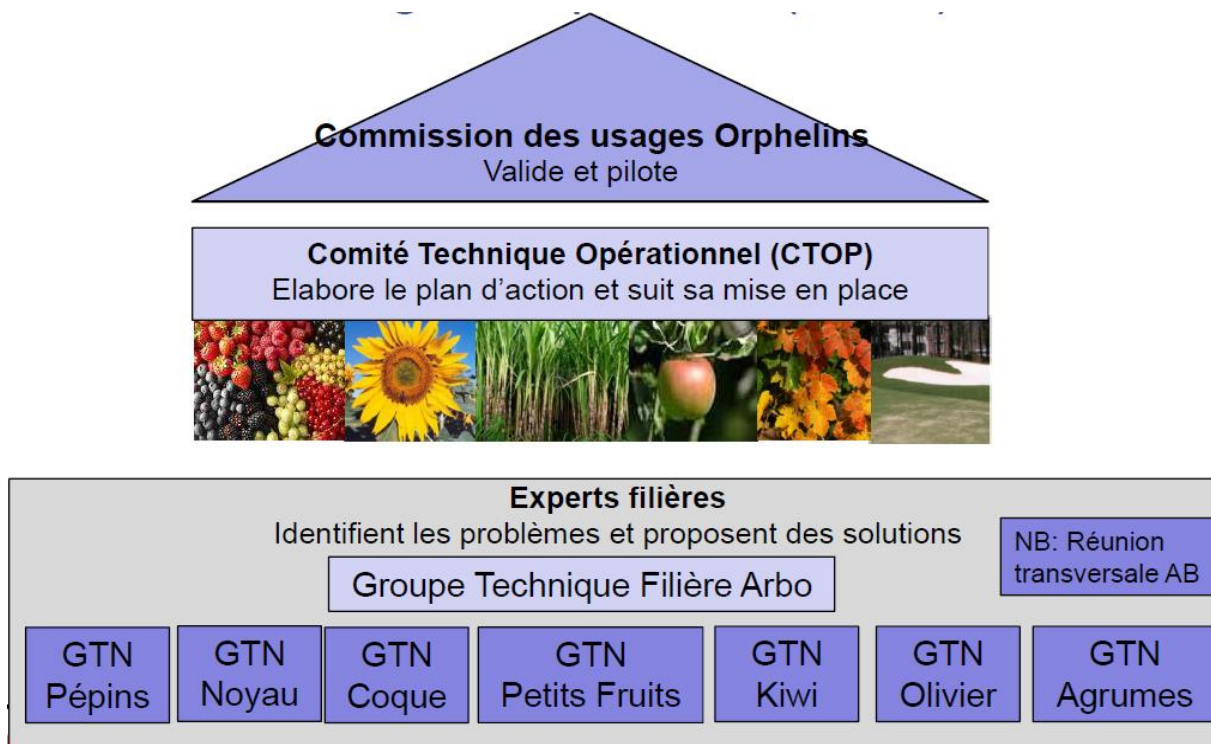 Commission des usages Orphelins
Valide et pilote
Comité Technique Opérationnel (CTOP)
Elabore le plan d'action et suit sa mise en place
Experts filières
Identifient les problèmes et proposent des solutions
NB: Réunion
transversale AB
Groupe Technique Filière Arbo
GTN
Pépins
GTN
Noyau
GTN
Coque
GTN
Petits Fruits
GTN
Kiwi
GTN
Olivier
GTN
Agrumes